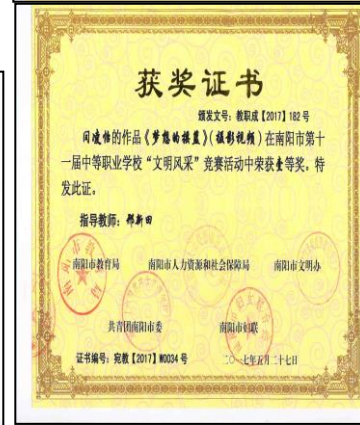 获奖证书
颁发文号：教职成【2017】182号
闫凌怡的作品《梦想的摇篮》(摄影视频)在南阳市第十
一届中等职业学校“文明风采”竞赛活动中荣获壹等奖。特
发此证。
指导教师：邢新田
南阳市教育局 南阳市人力资源和社会保障局 南阳市文明办
共青团南阳市委 南阳市妇联
证书编号：宛教【2017】W0034号 二〇一七年五月二十七日